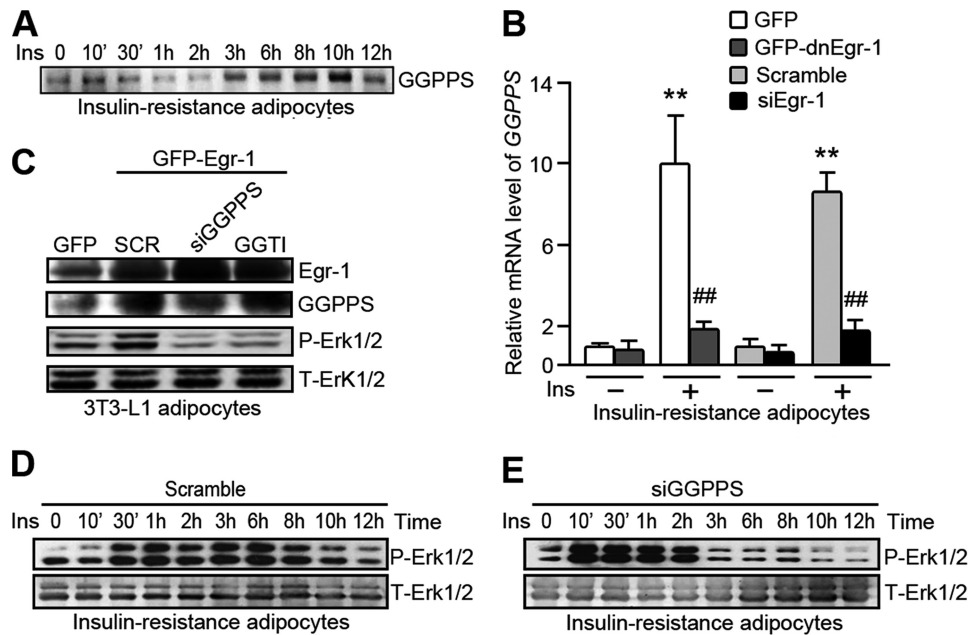 A
Ins 0 10’ 30’ 1h 2h 3h 6h 8h 10h 12h
GGPPS
Insulin-resistance adipocytes
B
GFP
GFP-dnEgr-1
Scramble
siEgr-1
Relative mRNA level of GGPPS
14
10
6
2
0
**
##
**
##
Ins − + − +
Insulin-resistance adipocytes
C
GFP-Egr-1
GFP SCR siGGPPS GGTI
Egr-1
GGPPS
P-Erk1/2
T-ErK1/2
3T3-L1 adipocytes
D
Scramble
Ins 0 10’ 30’ 1h 2h 3h 6h 8h 10h 12h Time
P-Erk1/2
T-Erk1/2
Insulin-resistance adipocytes
E
siGGPPS
Ins 0 10’ 30’ 1h 2h 3h 6h 8h 10h 12h
P-Erk1/2
T-Erk1/2
Insulin-resistance adipocytes